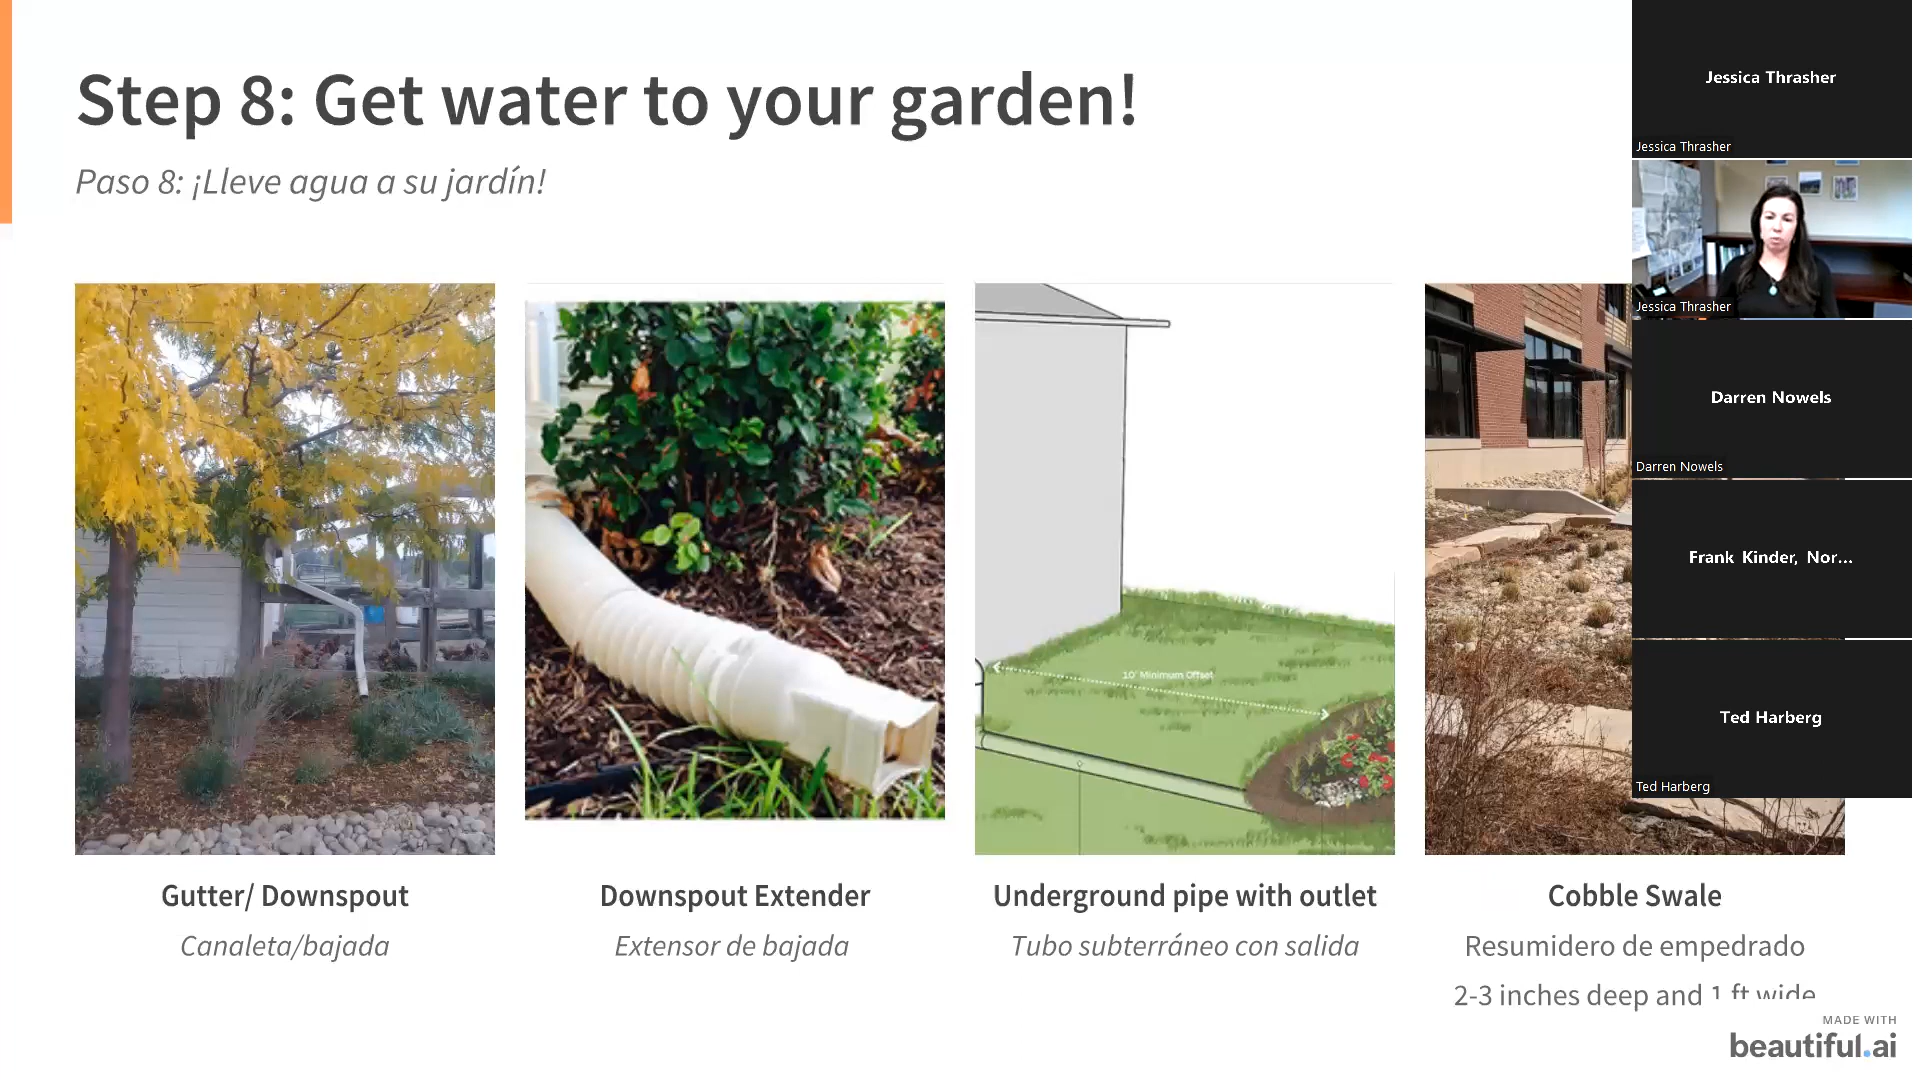 Step 8: Get water to your garden!
Paso 8: ¡Lleve agua a su jardín!
10' Minimum Offset
Gutter/ Downspout
Canaleta/bajada
Downspout Extender
Extensor de bajada
Underground pipe with outlet
Tubo subterráneo con salida
Cobble Swale
Resumidero de empedrado
2-3 inches deep and 1 ft wide
MADE WITH
beautiful.ai
Jessica Thrasher
Jessica Thrasher
Jessica Thrasher
Darren Nowels
Darren Nowels
Frank Kinder, Nor...
Ted Harberg
Ted Harberg